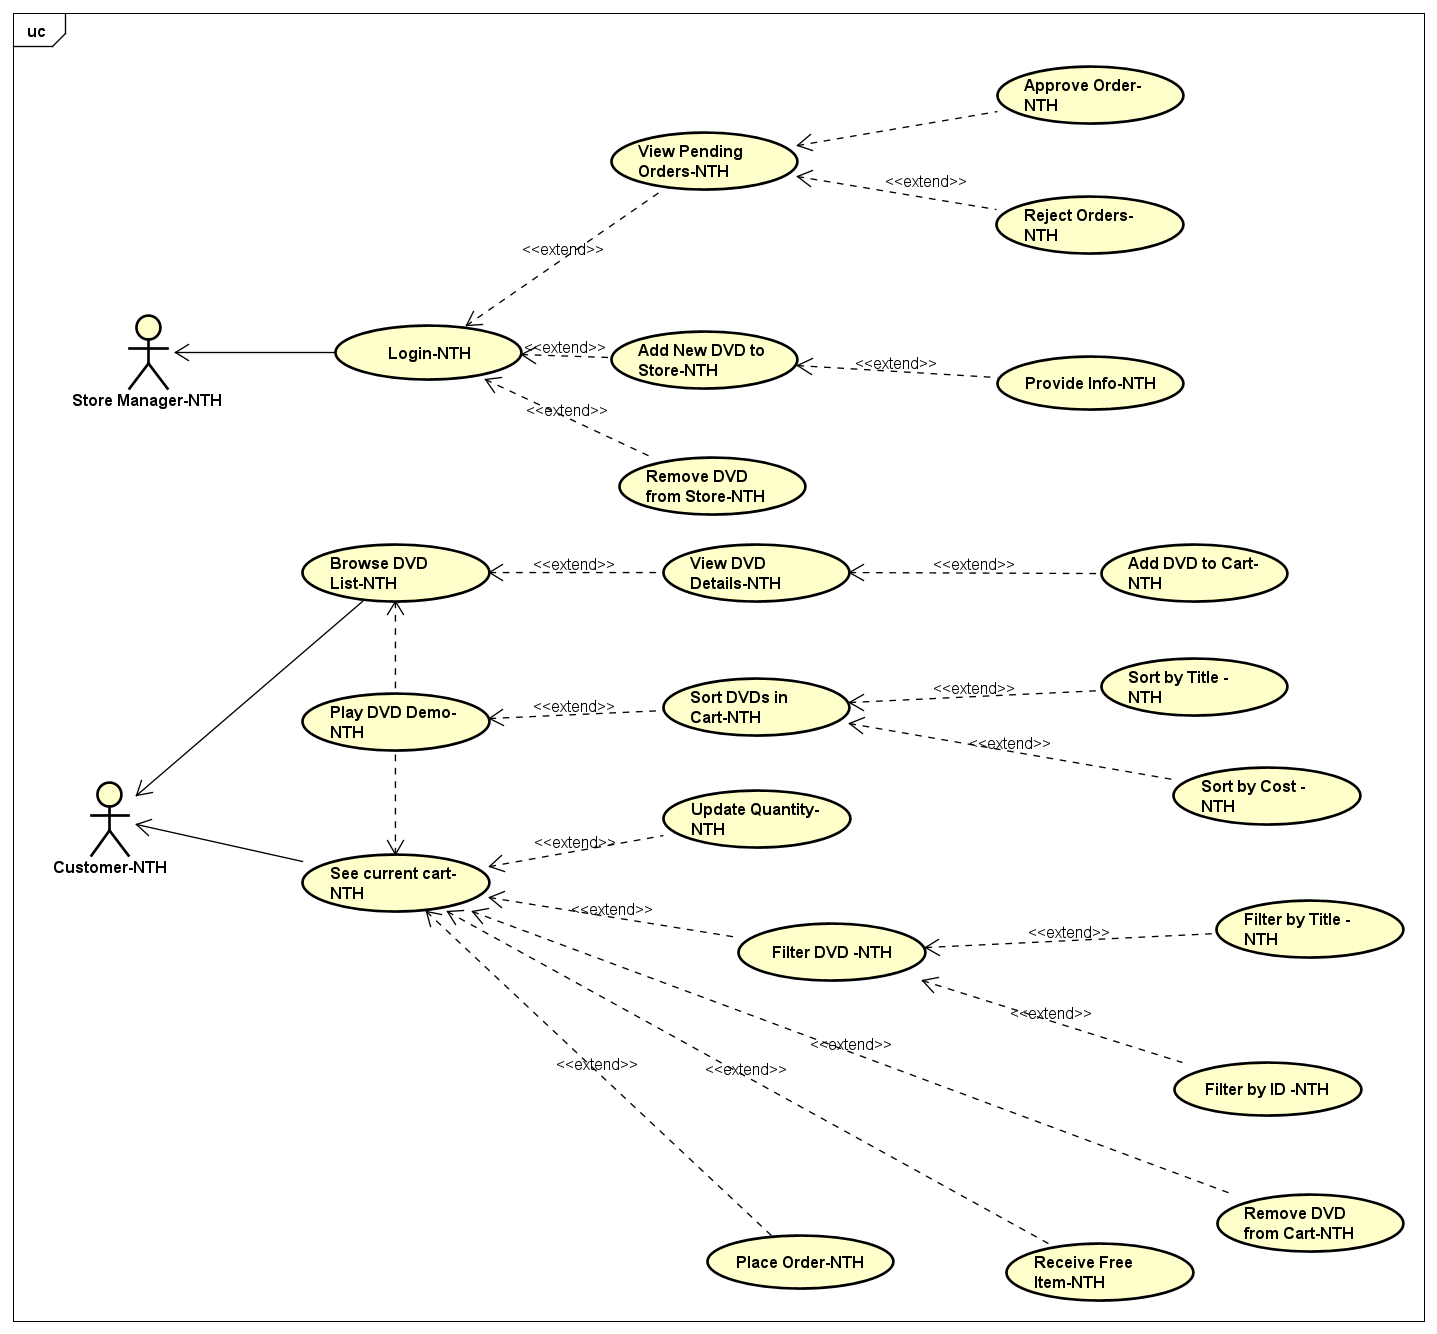 uc
Approve Order-
NTH
View Pending
Orders-NTH
<<extend>>
Reject Orders-
NTH
<<extend>>
Login-NTH
<<extend>>
Add New DVD to
Store-NTH
<<extend>>
Provide Info-NTH
Store Manager-NTH
<<extend>>
Remove DVD
from Store-NTH
Browse DVD
List-NTH
<<extend>>
View DVD
Details-NTH
<<extend>>
Add DVD to Cart-
NTH
Play DVD Demo-
NTH
<<extend>>
Sort DVDs in
Cart-NTH
<<extend>>
Sort by Title -
NTH
<<extend>>
Sort by Cost -
NTH
Customer-NTH
See current cart-
NTH
<<extend>>
Update Quantity-
NTH
<<extend>>
Filter DVD -NTH
<<extend>>
Filter by Title -
NTH
<<extend>>
Filter by ID -NTH
<<extend>>
<<extend>>
<<extend>>
Remove DVD
from Cart-NTH
Place Order-NTH
Receive Free
Item-NTH